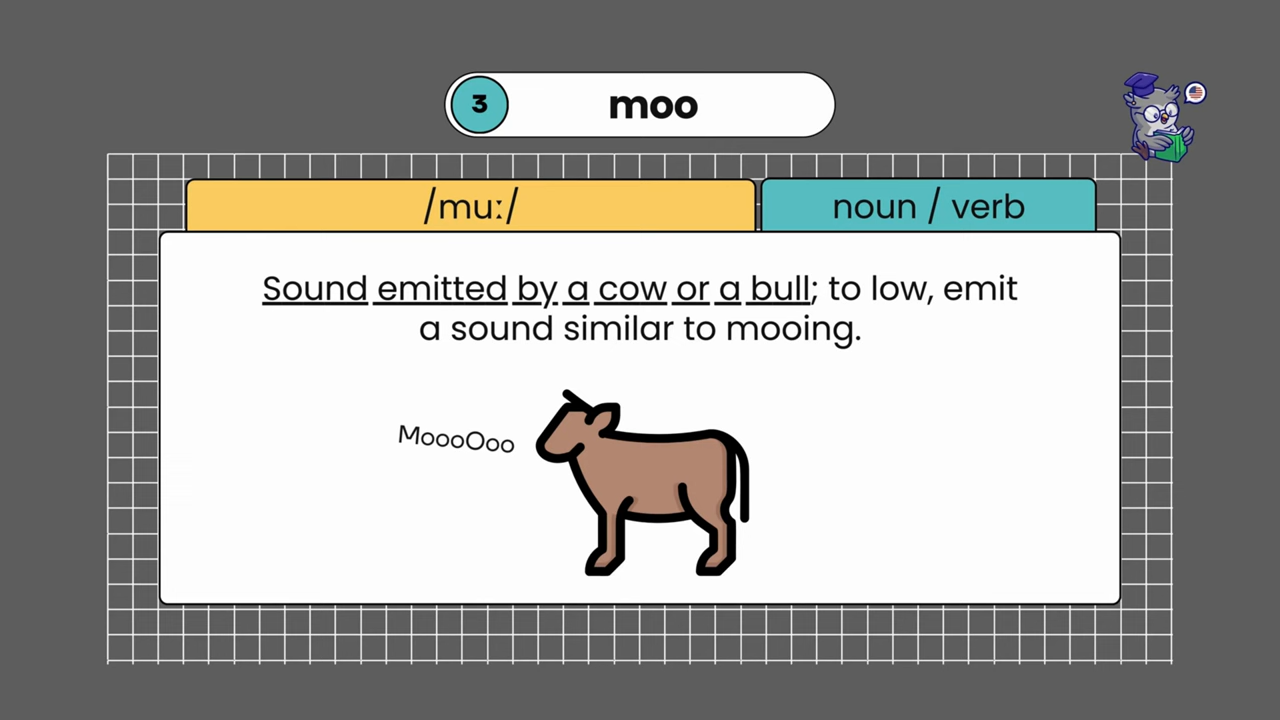 3
moo
/muː/
noun / verb
Sound emitted by a cow or a bull; to low, emit
a sound similar to mooing.
MoooOoo